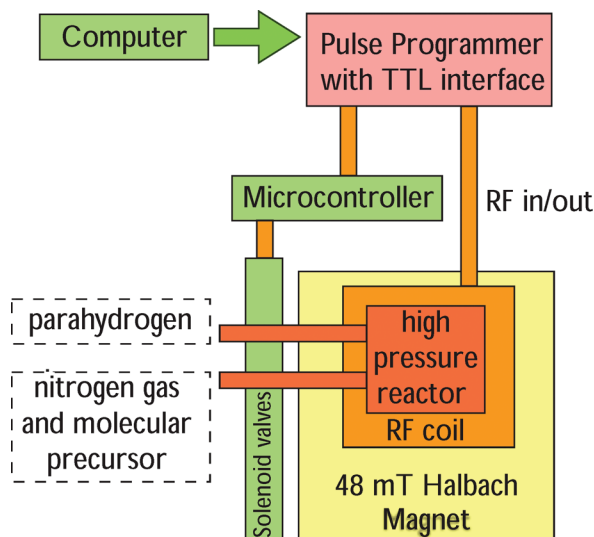 Computer
Pulse Programmer
with TTL interface
Microcontroller
RF in/out
parahydrogen
high
pressure
reactor
nitrogen gas
and molecular
precursor
RF coil
Solenoid valves
48 mT Halbach
Magnet